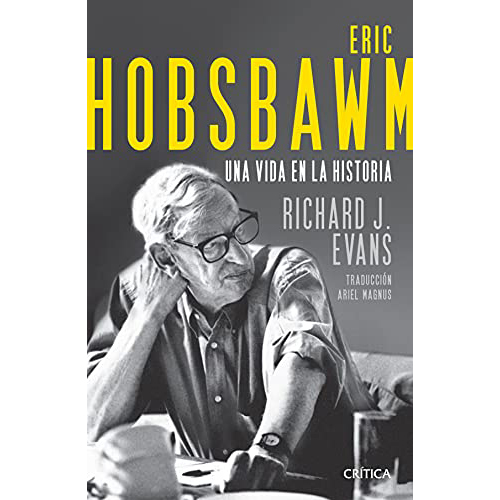 ERIC
HOBSBAWM
UNA VIDA EN LA HISTORIA
RICHARD J.
EVANS
TRADUCCIÓN
ARIEL MAGNUS
CRÍTICA